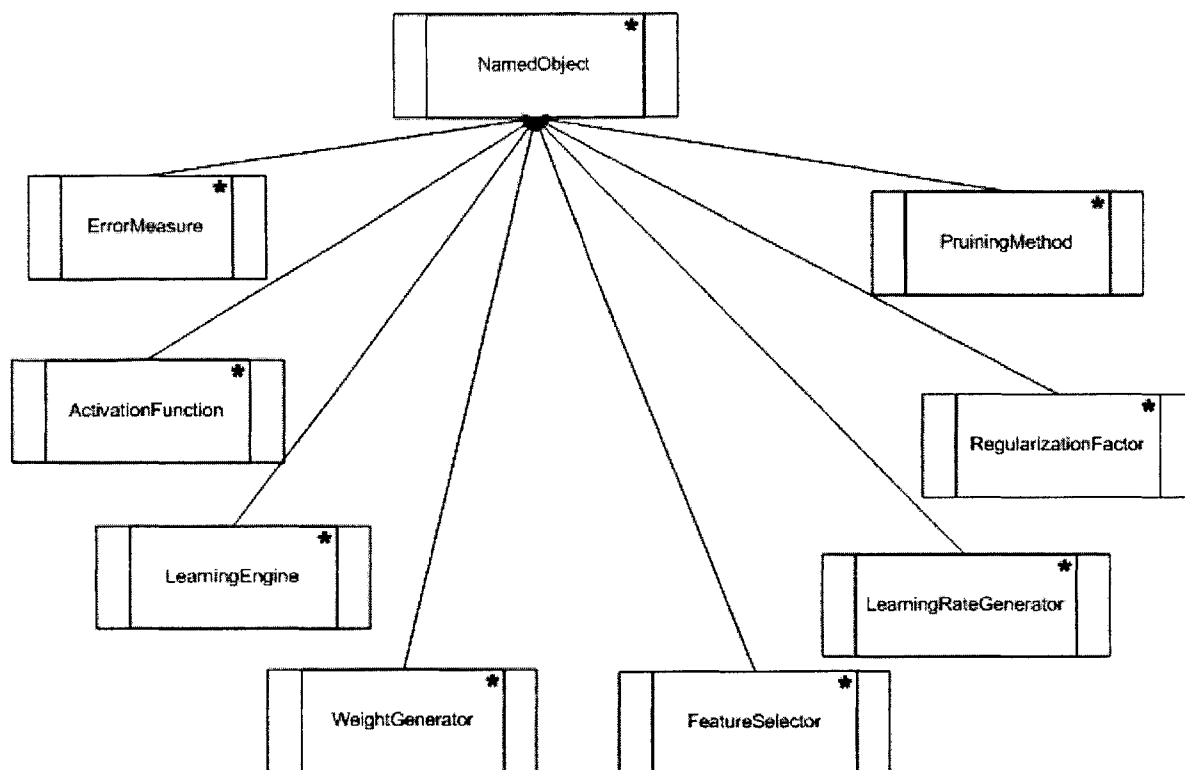 *
NamedObject
*
ErrorMeasure
*
PruiningMethod
*
ActivationFunction
*
RegularizationFactor
*
LearningEngine
*
LearningRateGenerator
*
WeightGenerator
*
FeatureSelector